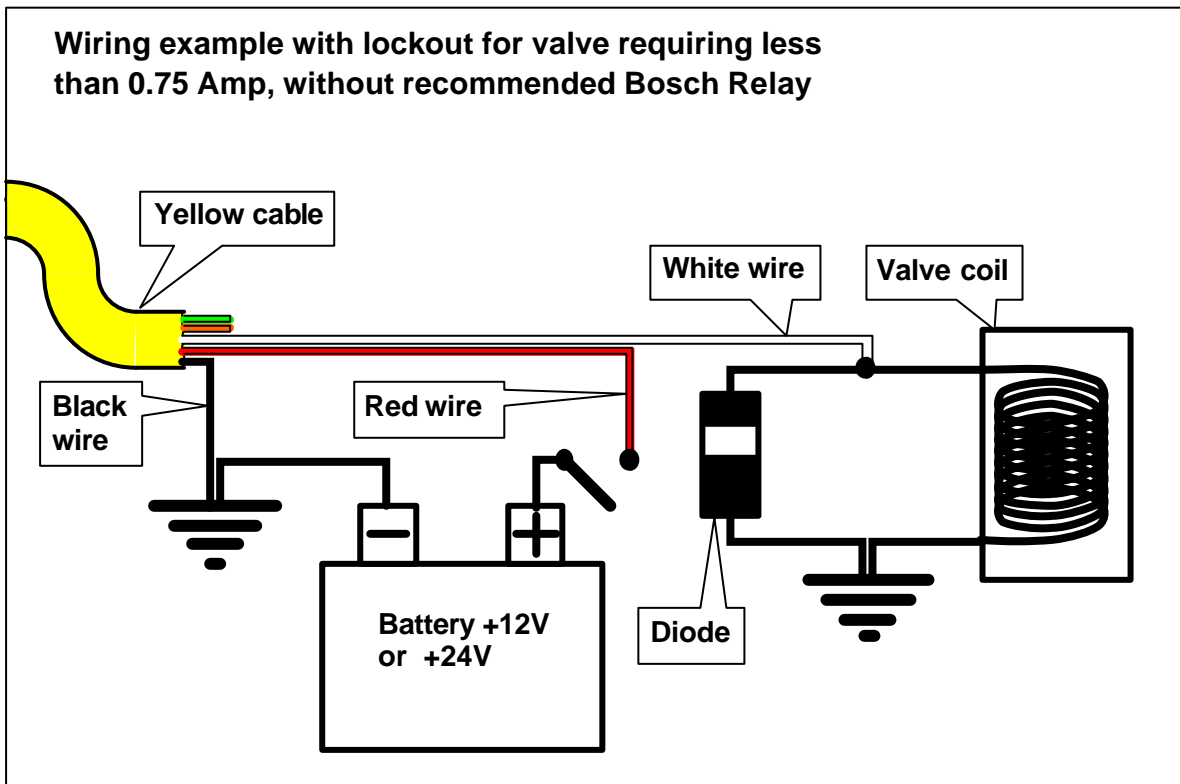 Wiring example with lockout for valve requiring less
than 0.75 Amp, without recommended Bosch Relay
Yellow cable
White wire
Valve coil
Black
wire
Red wire
Battery +12V
or +24V
Diode